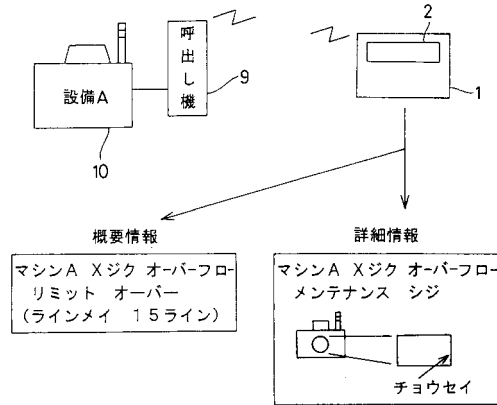 設備A
10
呼出し機
9
2
1
概要情報
マシンA Xジク オーバーフロー
リミット オーバー
(ラインメイ 15ライン)
詳細情報
マシンA Xジク オーバーフロー
メンテナンス シジ
チョウセイ